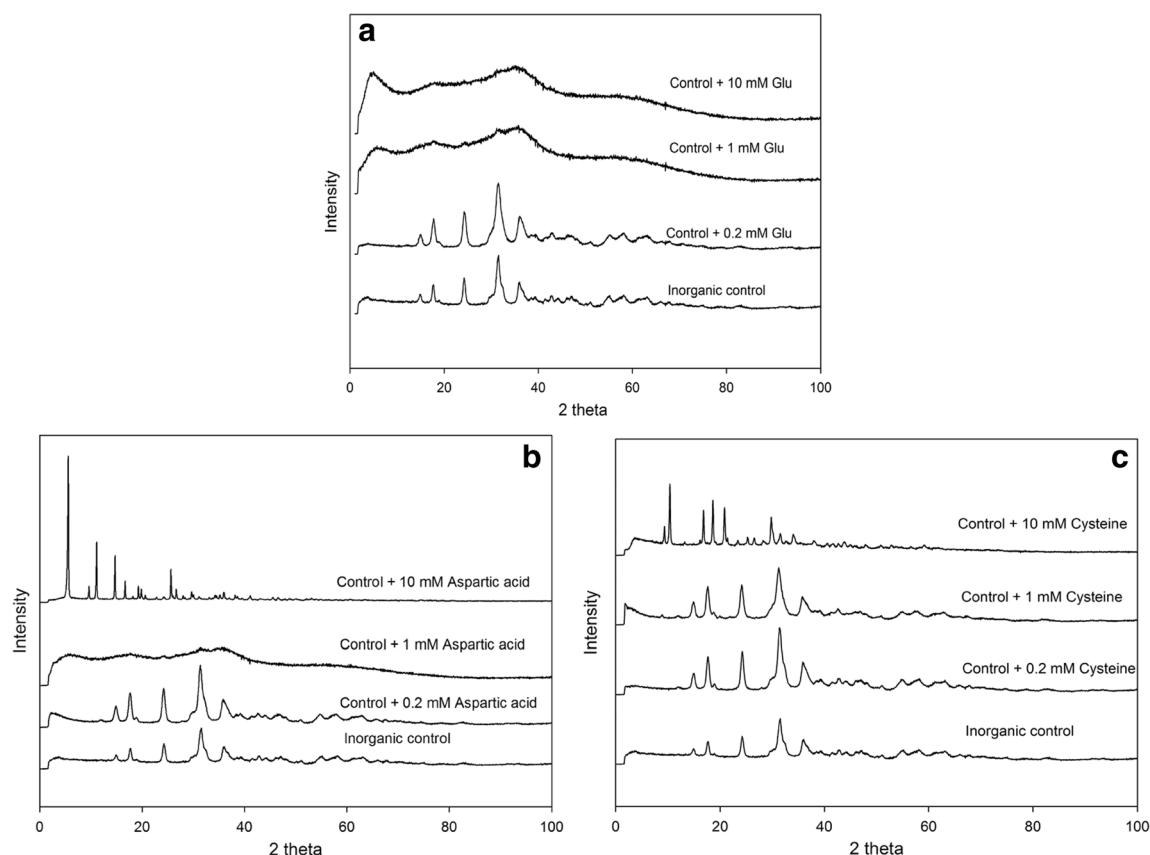 a
Control + 10 mM Glu
Control + 1 mM Glu
Control + 0.2 mM Glu
Inorganic control
Intensity
0 20 40 60 80 100
2 theta
b
Control + 10 mM Aspartic acid
Control + 1 mM Aspartic acid
Control + 0.2 mM Aspartic acid
Inorganic control
Intensity
0 20 40 60 80 100
2 theta
c
Control + 10 mM Cysteine
Control + 1 mM Cysteine
Control + 0.2 mM Cysteine
Inorganic control
Intensity
0 20 40 60 80 100
2 theta